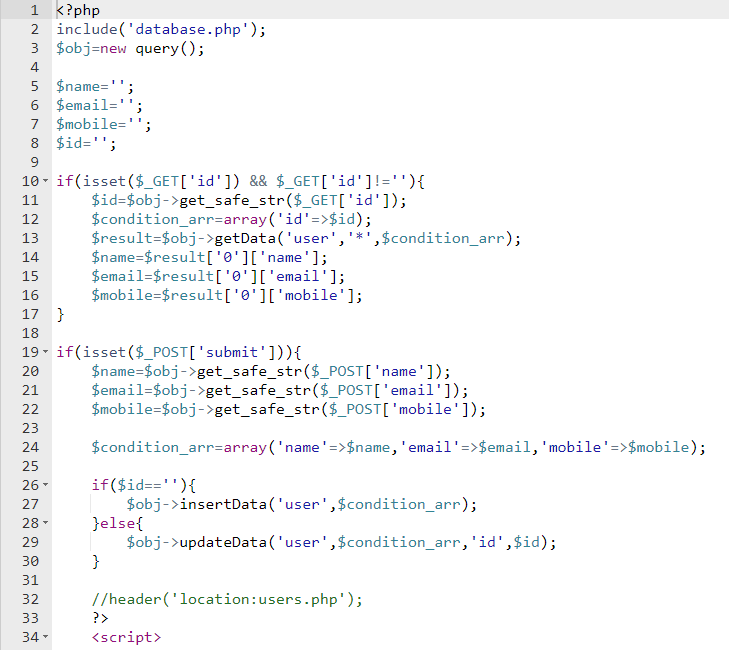 1 <?php
2 include('database.php');
3 $obj=new query();
4
5 $name='';
6 $email='';
7 $mobile='';
8 $id='';
9
10 if(isset($_GET['id']) && $_GET['id']!=''){
11     $id=$obj->get_safe_str($_GET['id']);
12     $condition_arr=array('id'=>$id);
13     $result=$obj->getData('user','*',$condition_arr);
14     $name=$result['0']['name'];
15     $email=$result['0']['email'];
16     $mobile=$result['0']['mobile'];
17 }
18
19 if(isset($_POST['submit'])){
20     $name=$obj->get_safe_str($_POST['name']);
21     $email=$obj->get_safe_str($_POST['email']);
22     $mobile=$obj->get_safe_str($_POST['mobile']);
23
24     $condition_arr=array('name'=>$name,'email'=>$email,'mobile'=>$mobile);
25
26     if($id==''){
27         $obj->insertData('user',$condition_arr);
28     }else{
29         $obj->updateData('user',$condition_arr,'id',$id);
30     }
31
32     //header('location:users.php');
33     ?>
34     <script>